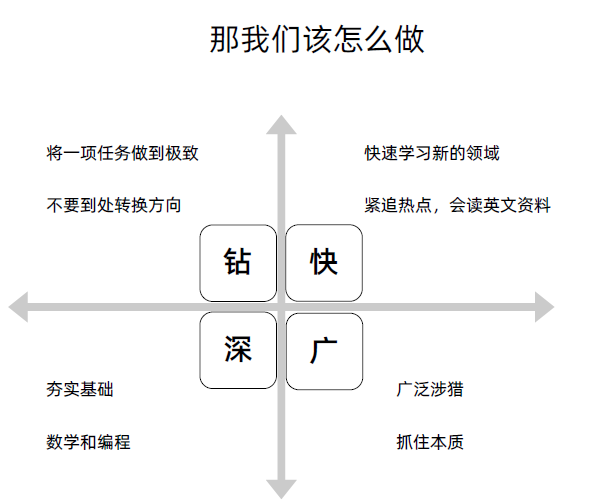 那我们该怎么做
将一项任务做到极致
快速学习新的领域
不要到处转换方向
紧追热点，会读英文资料
钻
快
深
广
夯实基础
广泛涉猎
数学和编程
抓住本质